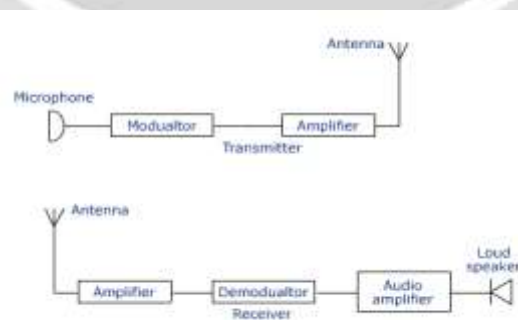 Antenna
Microphone
Modualtor
Amplifier
Transmitter
Antenna
Loud
speaker
Amplifier
Demodualtor
Audio
amplifier
Receiver